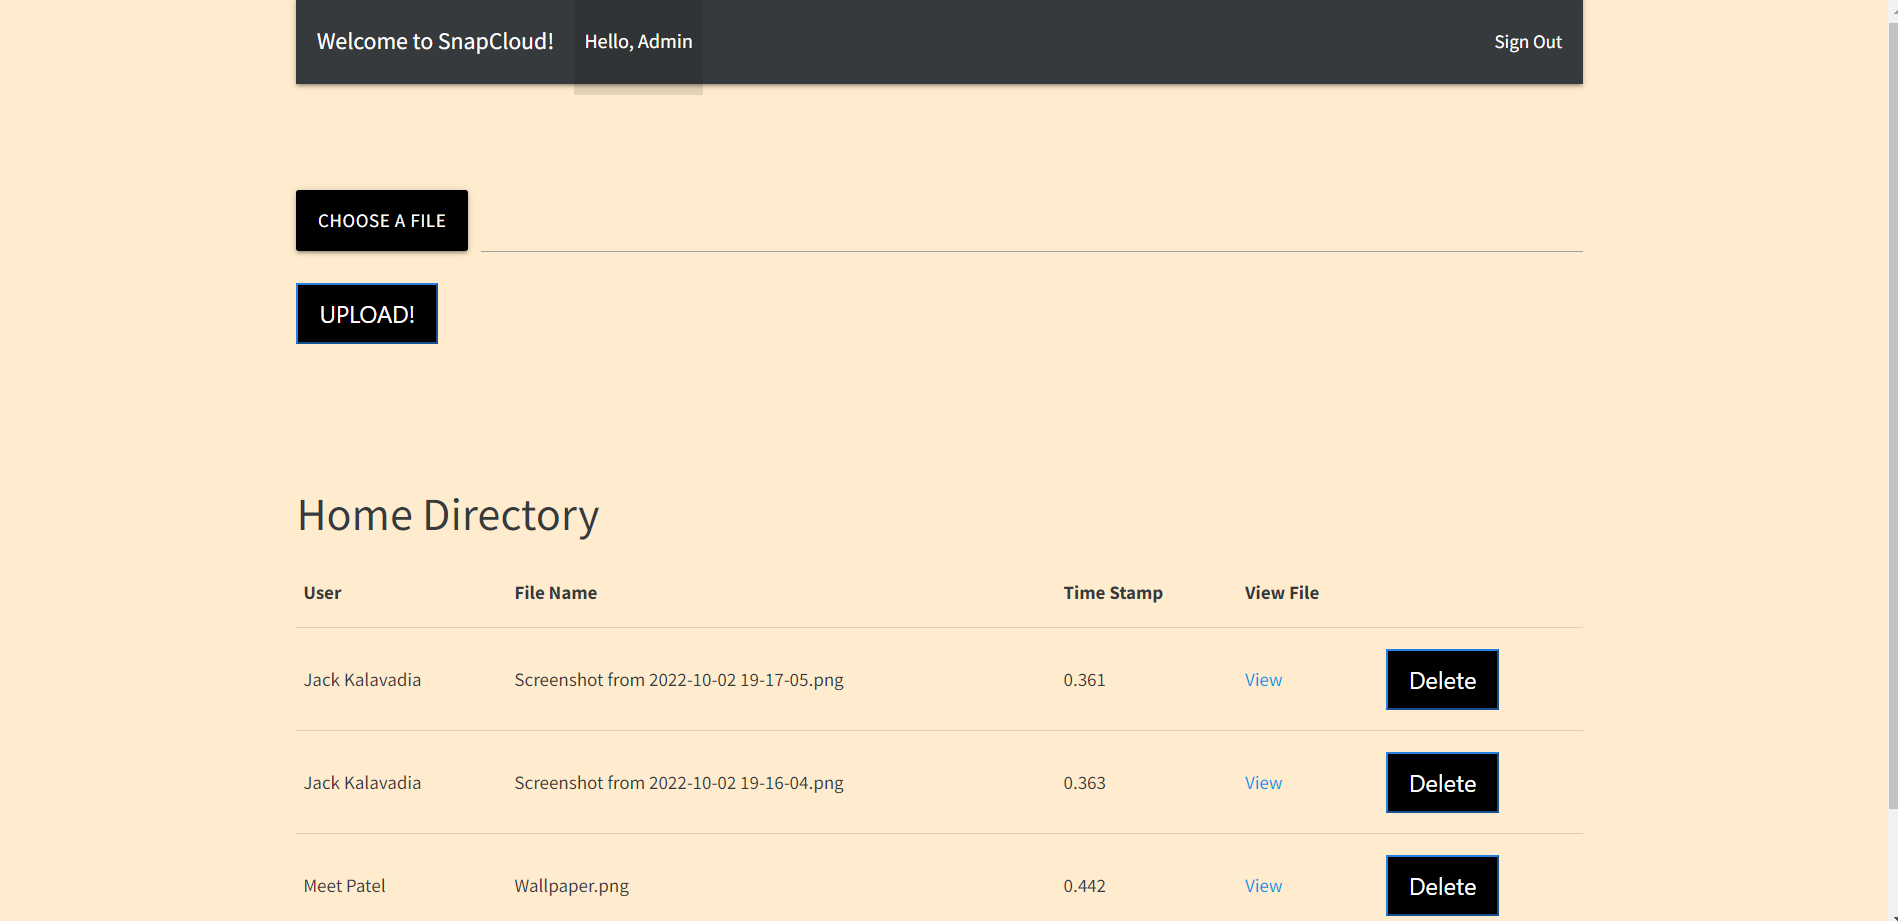 Welcome to SnapCloud! Hello, Admin Sign Out
CHOOSE A FILE
UPLOAD!
Home Directory
User File Name Time Stamp View File
Jack Kalavadia Screenshot from 2022-10-02 19-17-05.png 0.361 View Delete
Jack Kalavadia Screenshot from 2022-10-02 19-16-04.png 0.363 View Delete
Meet Patel Wallpaper.png 0.442 View Delete